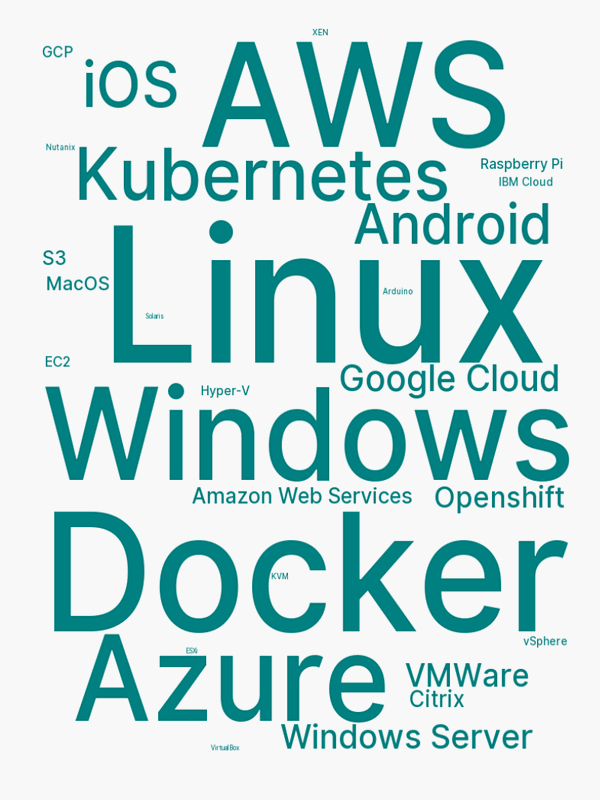 XEN
GCP
iOS
AWS
Nutanix
Kubernetes
Raspberry Pi
IBM Cloud
Android
Linux
S3
MacOS
Arduino
Solaris
EC2
Google Cloud
Windows
Hyper-V
Amazon Web Services
Openshift
Docker
KVM
vSphere
Azure
ESXi
VMWare
Citrix
Windows Server
VirtualBox